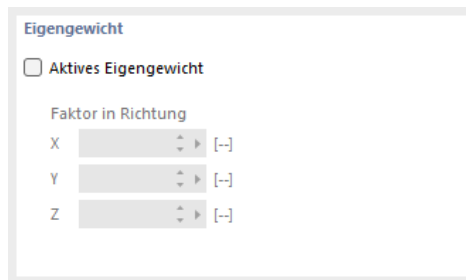 Eigengewicht
Aktives Eigengewicht
Faktor in Richtung
X [--]
Y [--]
Z [--]